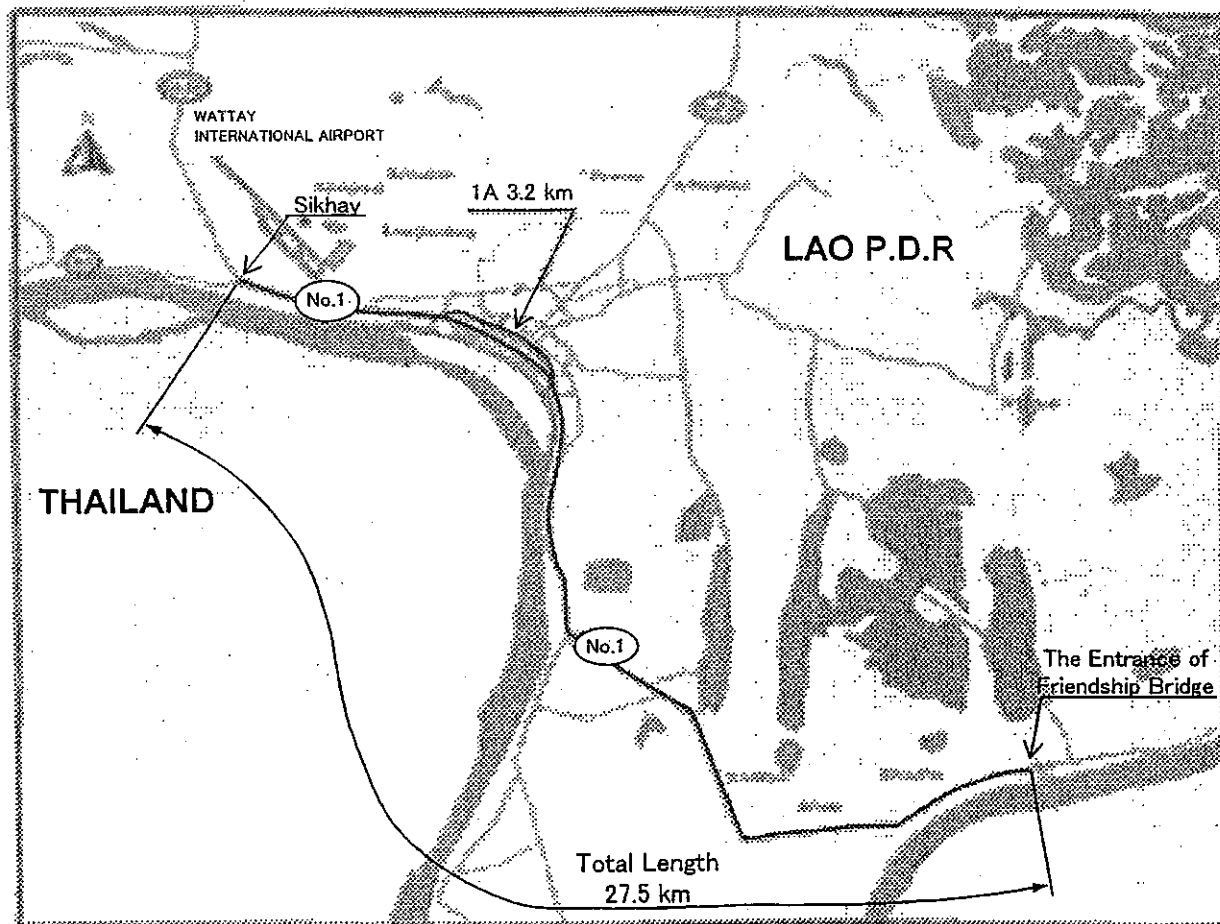 N
WATTAY
INTERNATIONAL AIRPORT
Sikhay
1A 3.2 km
LAO P.D.R
No.1
THAILAND
No.1
The Entrance of
Friendship Bridge
Total Length
27.5 km